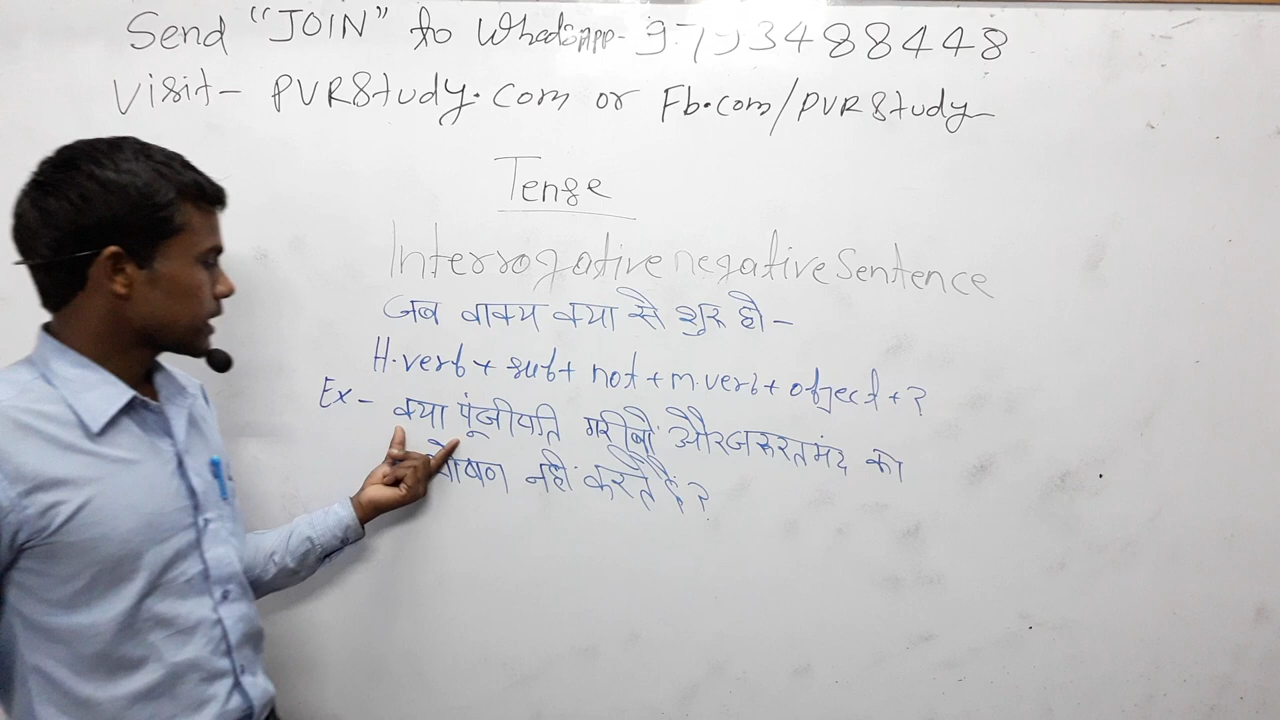 Send "JOIN" to WhatsApp- 9793488448
Visit- PVRStudy.com or Fb.com/PVRStudy
Tense
Interrogative negative Sentence
जब वाक्य क्या से शुरू हो -
H.verb + sub + not + m.verb + object + ?
Ex- क्या पूंजीपति गरीबों और जरूरतमंद का
नहीं करते हैं ?